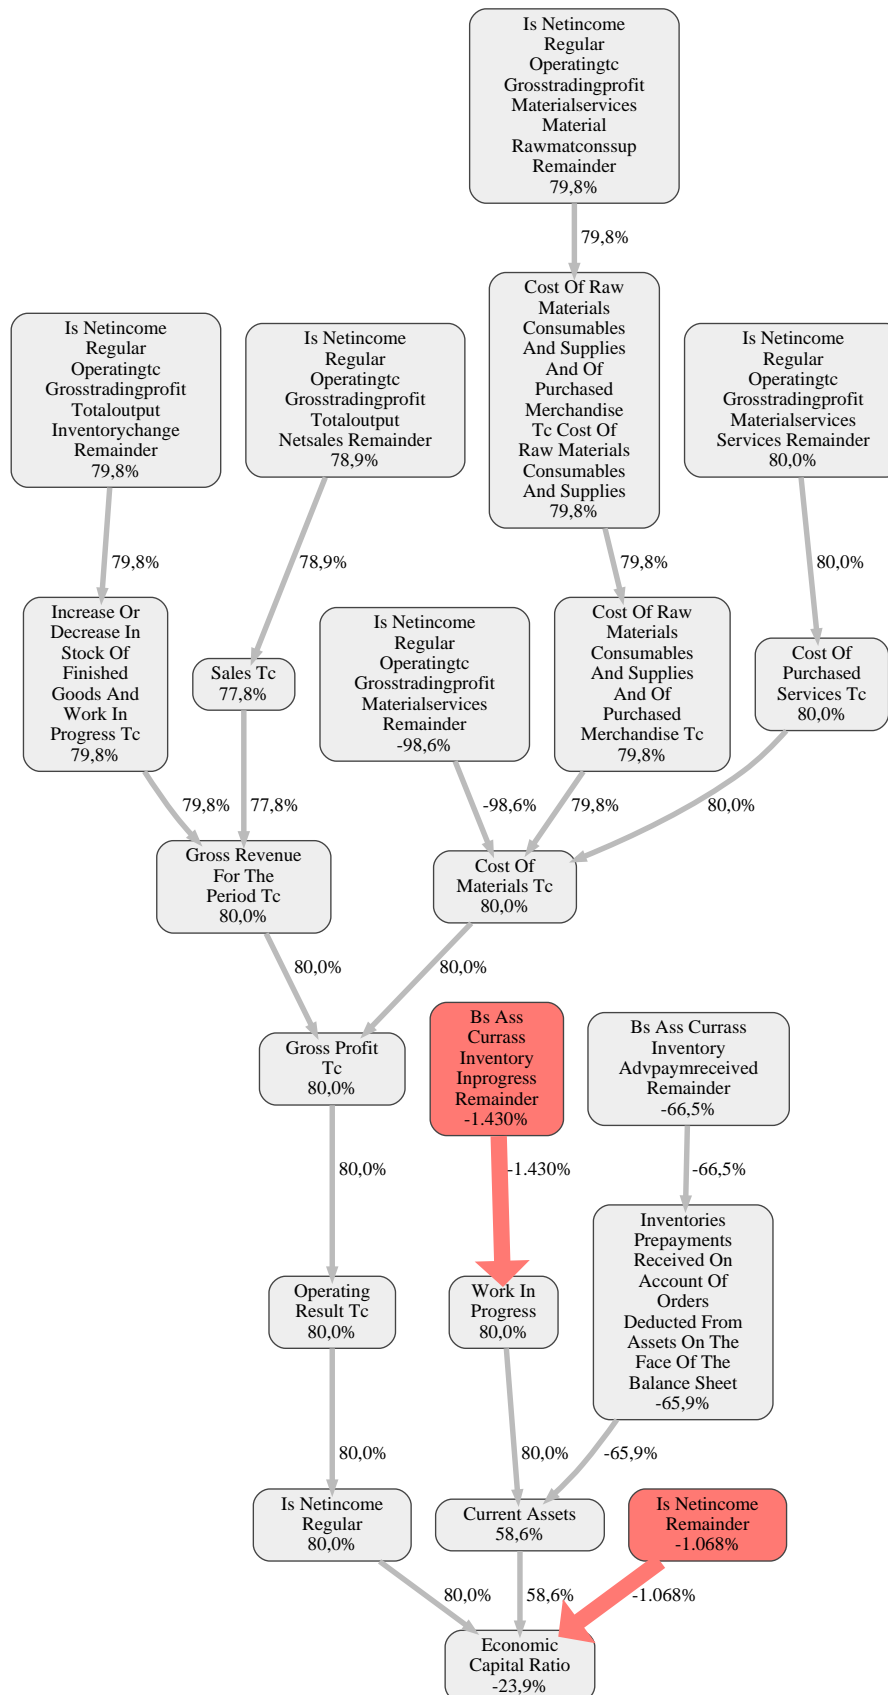 Is Netincome
Regular
Operatingtc
Grosstradingprofit
Materialservices
Material
Rawmatconssup
Remainder
79,8%
79,8%
Cost Of Raw
Materials
Consumables
And Supplies
And Of
Purchased
Merchandise
Tc Cost Of
Raw Materials
Consumables
And Supplies
79,8%
Is Netincome
Regular
Operatingtc
Grosstradingprofit
Totaloutput
Inventorychange
Remainder
79,8%
Is Netincome
Regular
Operatingtc
Grosstradingprofit
Totaloutput
Netsales Remainder
78,9%
Is Netincome
Regular
Operatingtc
Grosstradingprofit
Materialservices
Services Remainder
80,0%
79,8%
78,9%
79,8%
80,0%
Increase Or
Decrease In
Stock Of
Finished
Goods And
Work In
Progress Tc
79,8%
Sales Tc
77,8%
Is Netincome
Regular
Operatingtc
Grosstradingprofit
Materialservices
Remainder
-98,6%
Cost Of Raw
Materials
Consumables
And Supplies
And Of
Purchased
Merchandise Tc
79,8%
Cost Of
Purchased
Services Tc
80,0%
79,8%
77,8%
-98,6%
79,8%
80,0%
Gross Revenue
For The
Period Tc
80,0%
Cost Of
Materials Tc
80,0%
80,0%
80,0%
Gross Profit
Tc
80,0%
Bs Ass
Currass
Inventory
Inprogress
Remainder
-1.430%
Bs Ass Currass
Inventory
Advpaymreceived
Remainder
-66,5%
80,0%
-1.430%
-66,5%
Operating
Result Tc
80,0%
Work In
Progress
80,0%
Inventories
Prepayments
Received On
Account Of
Orders
Deducted From
Assets On The
Face Of The
Balance Sheet
-65,9%
80,0%
80,0%
-65,9%
Is Netincome
Regular
80,0%
Current Assets
58,6%
Is Netincome
Remainder
-1.068%
80,0%
58,6%
-1.068%
Economic
Capital Ratio
-23,9%